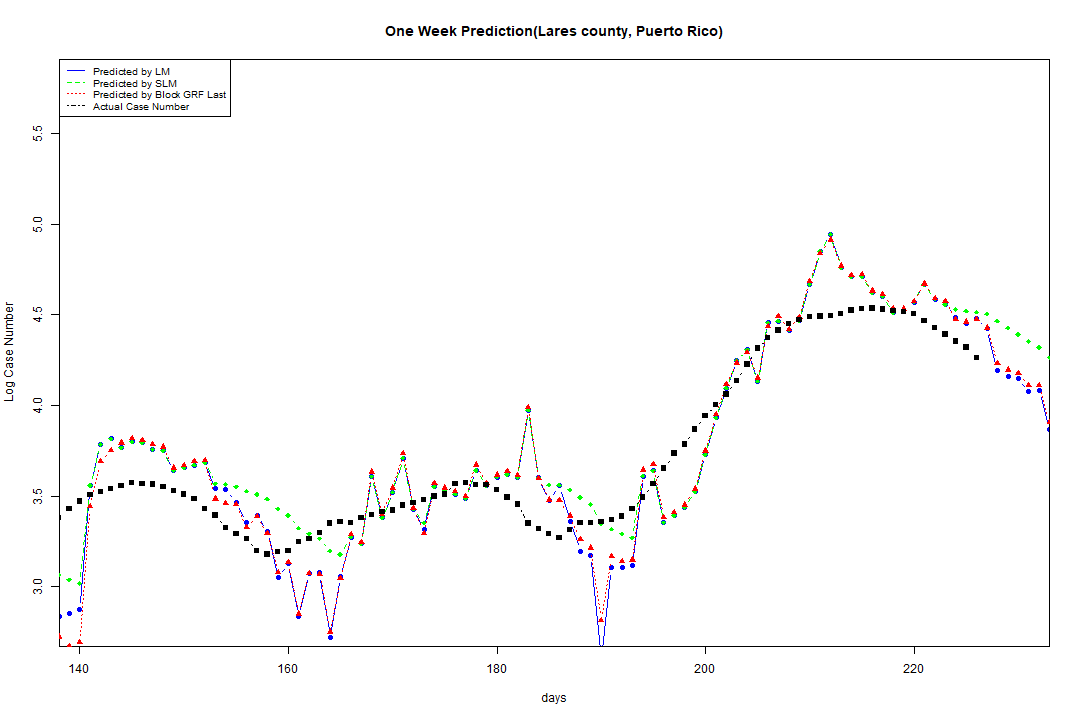 One Week Prediction(Lares county, Puerto Rico)
Predicted by LM
Predicted by SLM
Predicted by Block GRF Last
Actual Case Number
5.5
5.0
4.5
4.0
3.5
3.0
Log Case Number
140 160 180 200 220
days